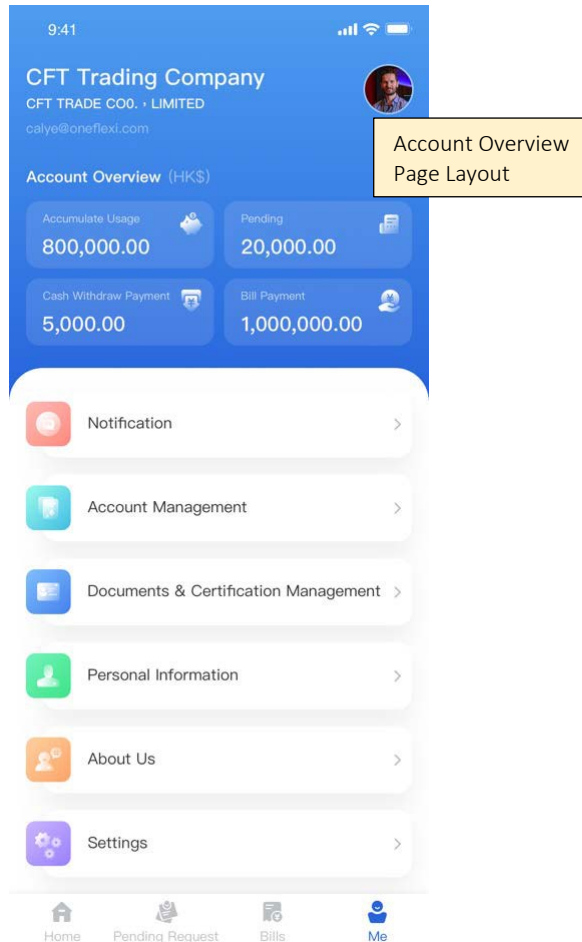 9:41
CFT Trading Company
CFT TRADE CO0. , LIMITED
calye@oneflexi.com
Account Overview
Page Layout
Account Overview (HK$)
Accumulate Usage
800,000.00
Pending
20,000.00
Cash Withdraw Payment
5,000.00
Bill Payment
1,000,000.00
Notification
Account Management
Documents & Certification Management
Personal Information
About Us
Settings
Home
Pending Request
Bills
Me